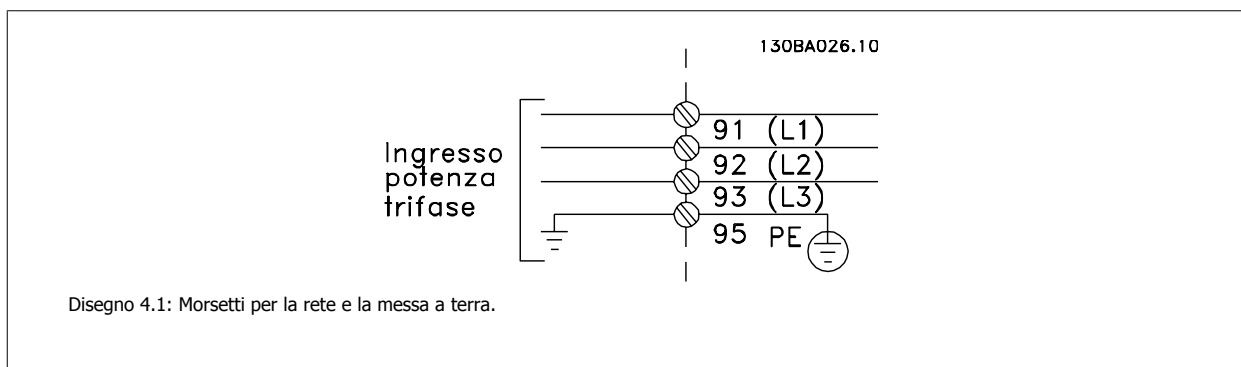 130BA026.10
Ingresso
potenza
trifase
91 (L1)
92 (L2)
93 (L3)
95 PE
Disegno 4.1: Morsetti per la rete e la messa a terra.